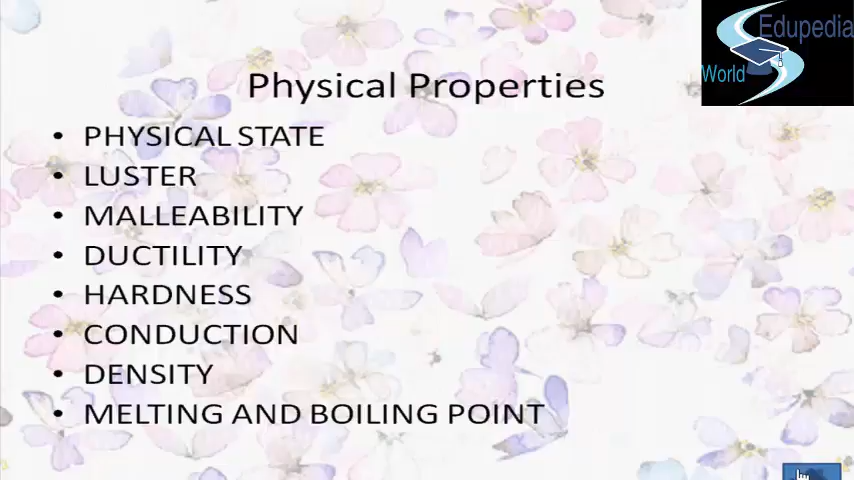 Edupedia
World
Physical Properties
• PHYSICAL STATE
• LUSTER
• MALLEABILITY
• DUCTILITY
• HARDNESS
• CONDUCTION
• DENSITY
• MELTING AND BOILING POINT